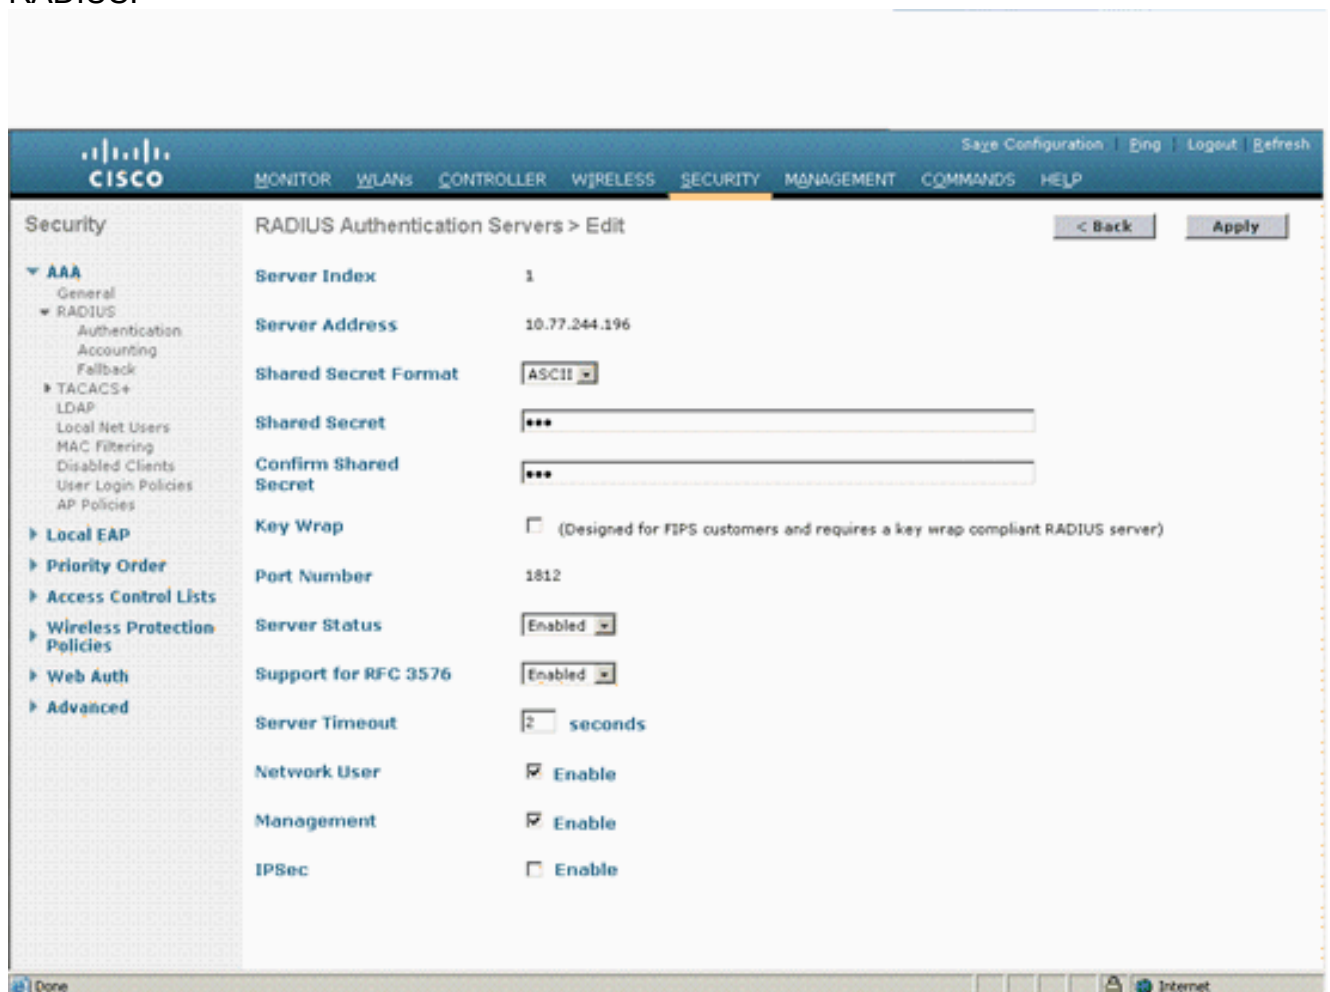 RADIUS.
Save Configuration | Ping | Logout | Refresh
CISCO
MONITOR WLANs CONTROLLER WIRELESS SECURITY MANAGEMENT COMMANDS HELP
Security
RADIUS Authentication Servers > Edit
< Back
Apply
AAA
General
RADIUS
Authentication
Accounting
Fallback
TACACS+
LDAP
Local Net Users
MAC Filtering
Disabled Clients
User Login Policies
AP Policies
Local EAP
Priority Order
Access Control Lists
Wireless Protection
Policies
Web Auth
Advanced
Server Index 1
Server Address 10.77.244.196
Shared Secret Format ASCII
Shared Secret •••
Confirm Shared
Secret •••
Key Wrap (Designed for FIPS customers and requires a key wrap compliant RADIUS server)
Port Number 1812
Server Status Enabled
Support for RFC 3576 Enabled
Server Timeout 2 seconds
Network User Enable
Management Enable
IPSec Enable
Done
Internet